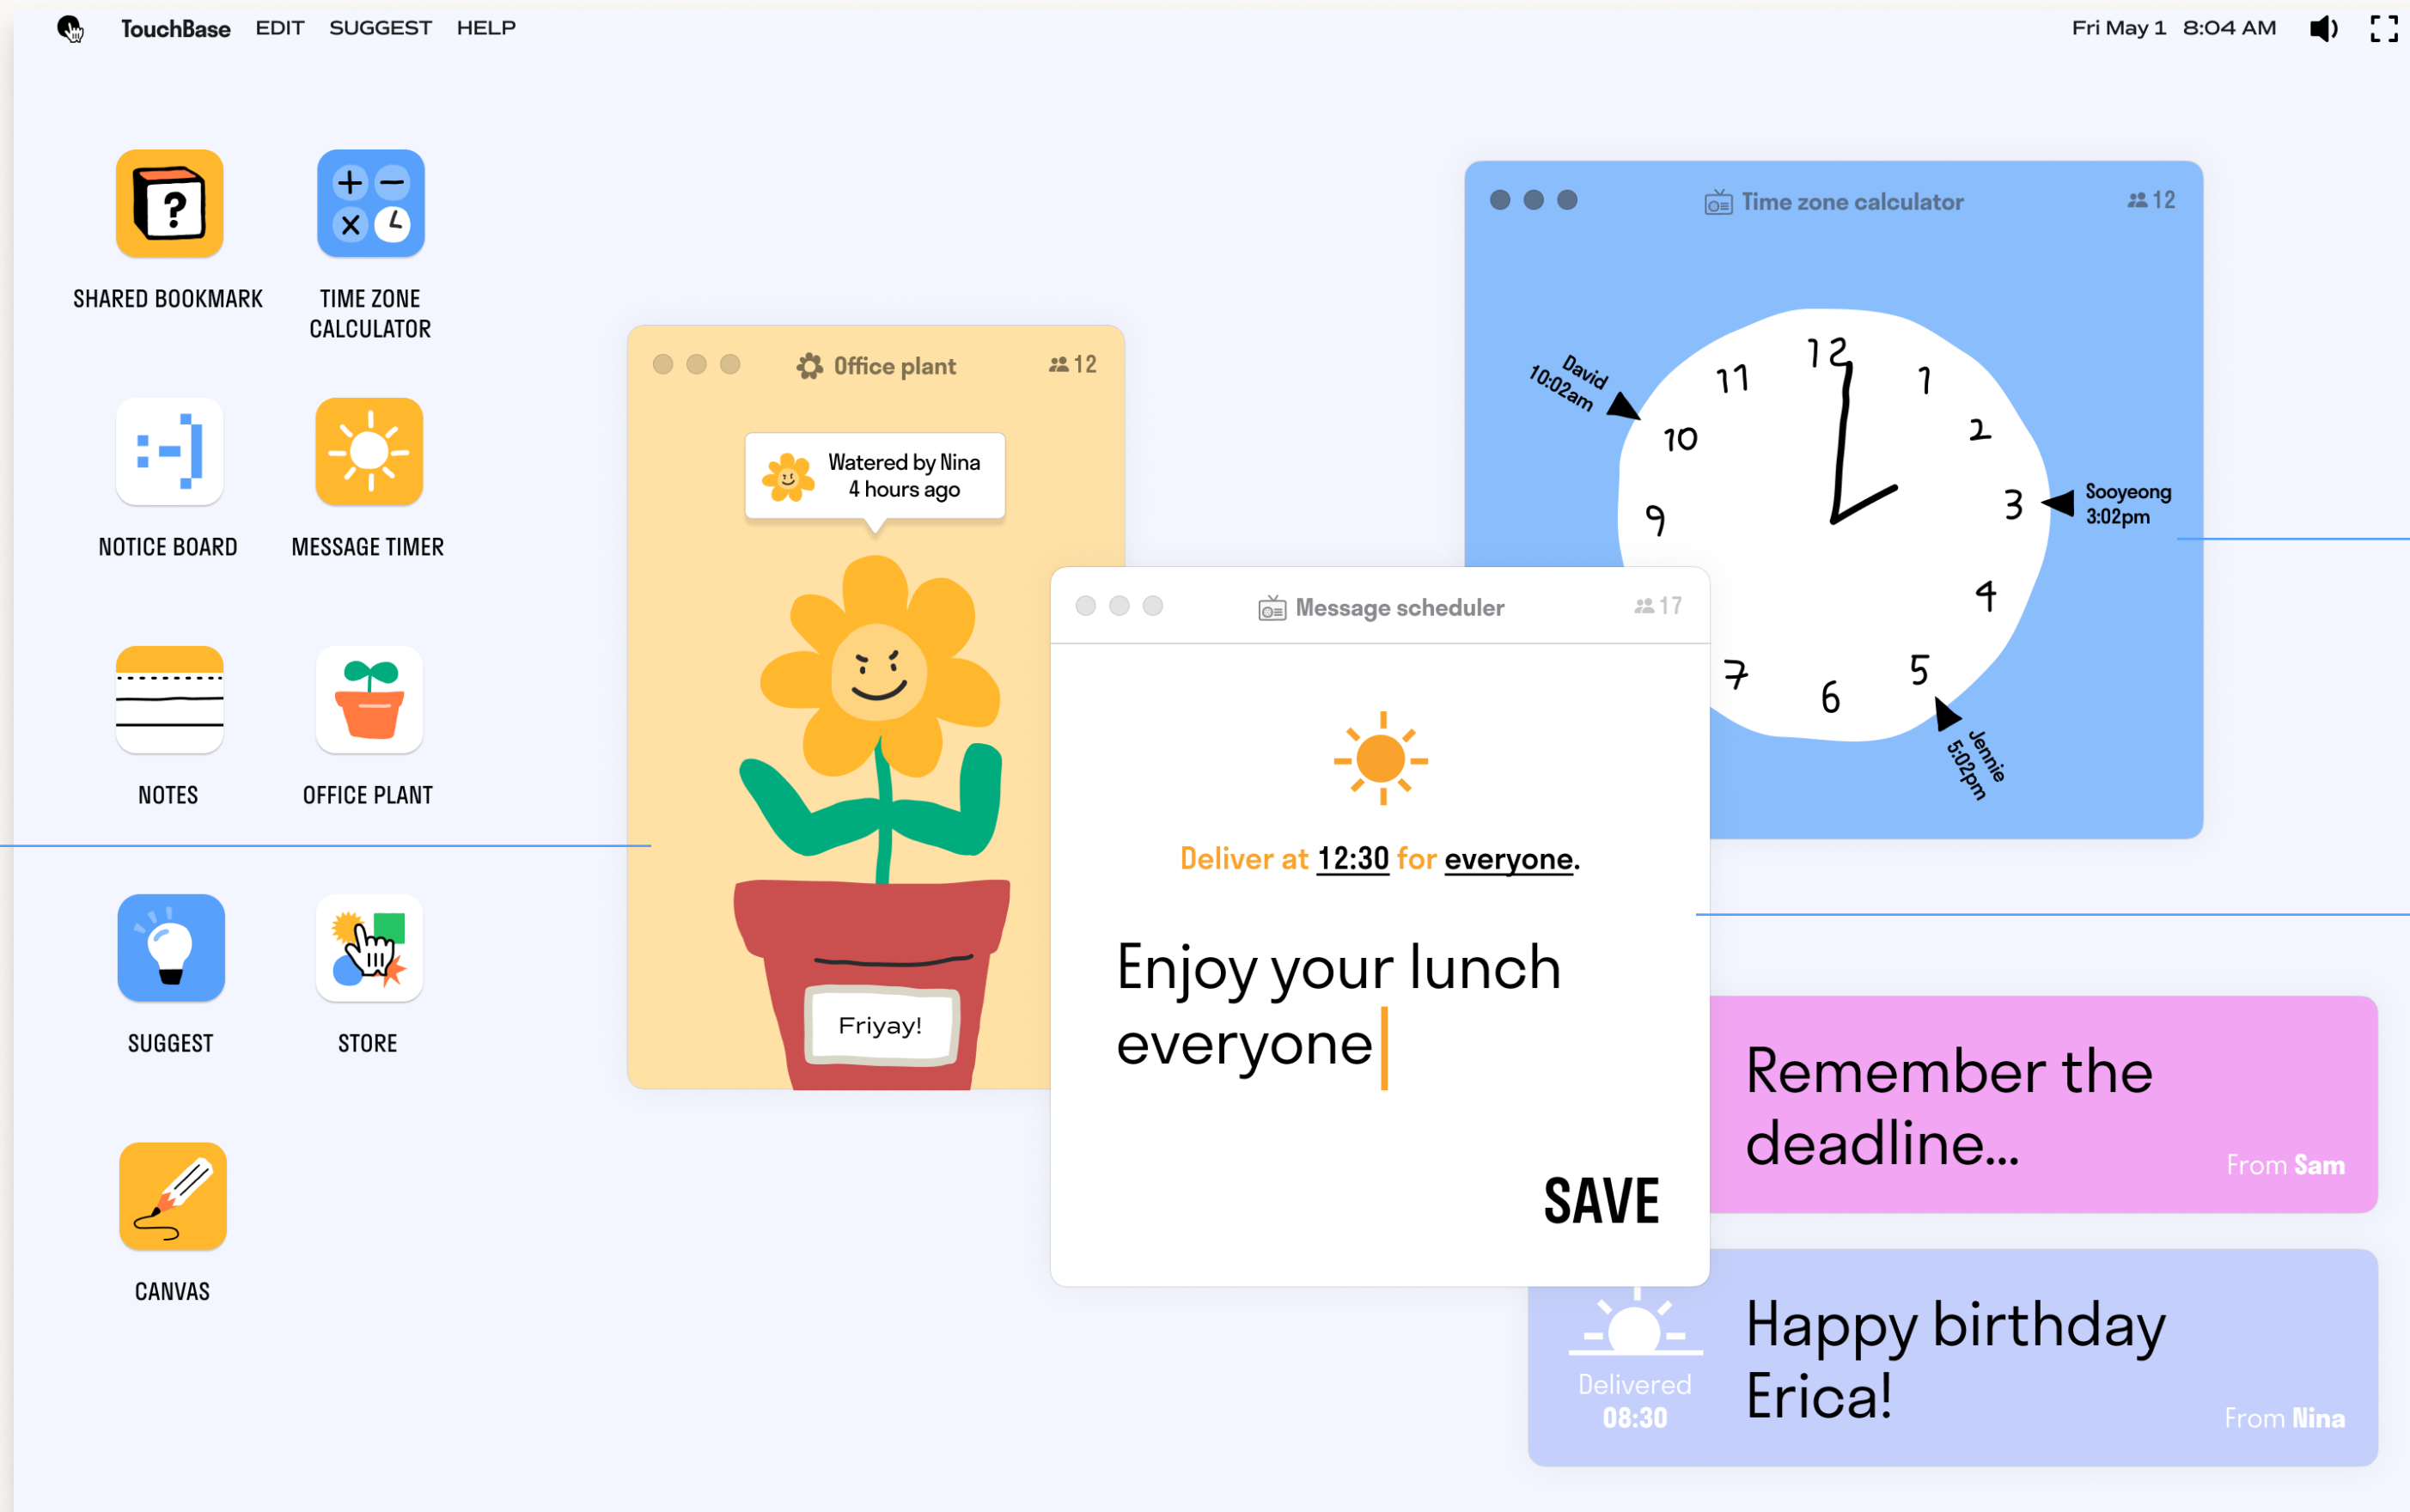 TouchBase EDIT SUGGEST HELP
Fri May 1 8:04 AM
SHARED BOOKMARK
TIME ZONE
CALCULATOR
NOTICE BOARD
MESSAGE TIMER
NOTES
OFFICE PLANT
SUGGEST
STORE
CANVAS
?
Office plant
12
Watered by Nina
4 hours ago
Friyay!
Time zone calculator
12
David
10:02am
Sooyeong
3:02pm
Jennie
5:02pm
12
1
2
3
4
5
6
7
9
10
11
Message scheduler
17
Deliver at 12:30 for everyone.
Enjoy your lunch
everyone
SAVE
Remember the
deadline...
From Sam
Delivered
08:30
Happy birthday
Erica!
From Nina